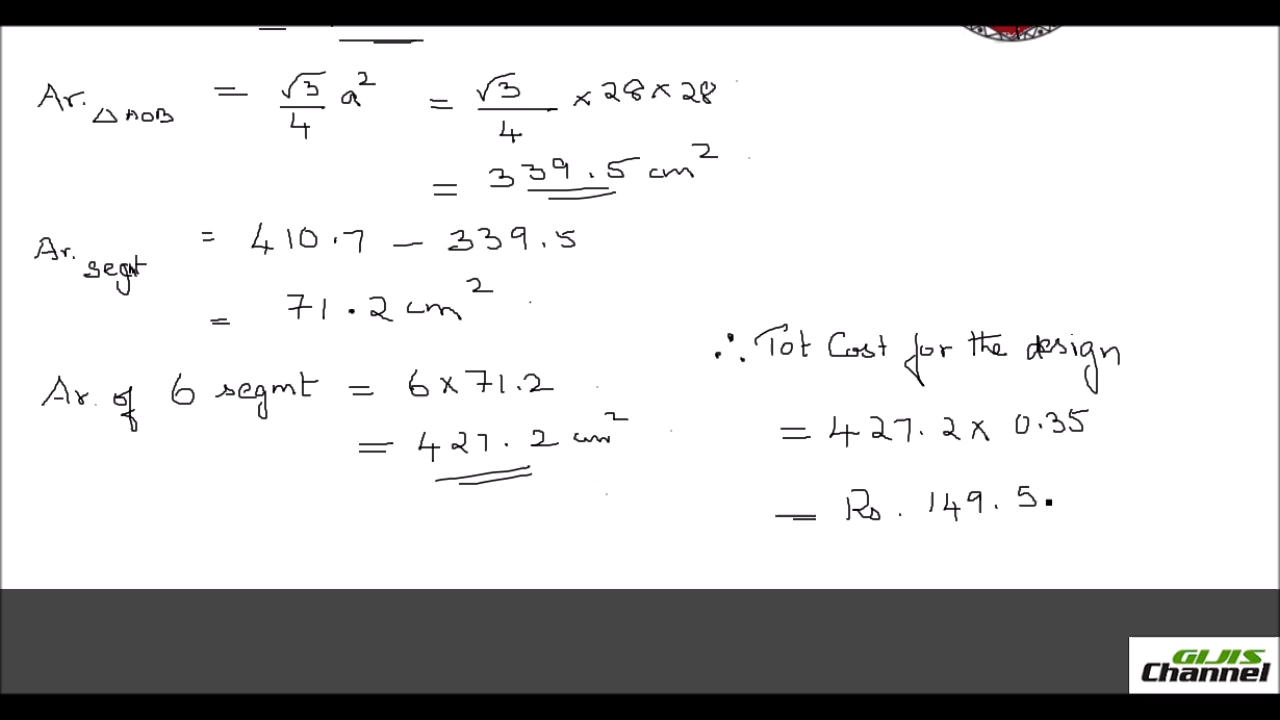 Ar. △AOB = √3/4 a² = √3/4 × 28 × 28
= 339.5 cm²
Ar. segnt = 410.7 – 339.5
= 71.2 cm²
Ar. of 6 segmt = 6 × 71.2
= 427.2 cm²
∴ Tot Cost for the design
= 427.2 × 0.35
= Rs. 149.5
GIJIS
Channel